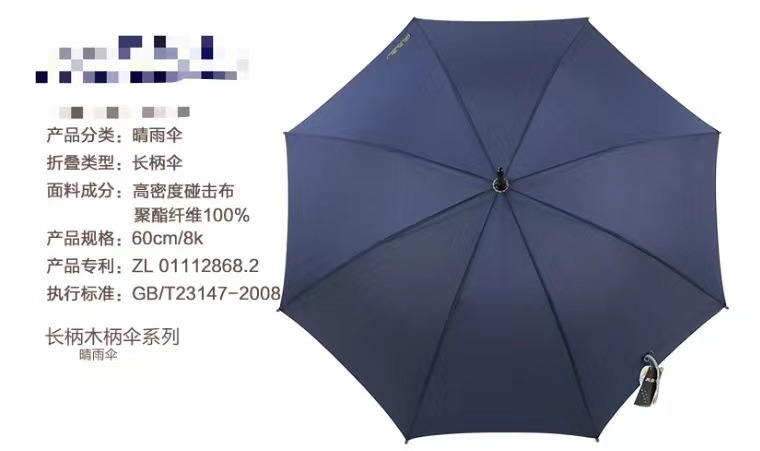 产品分类：晴雨伞
折叠类型：长柄伞
面料成分：高密度碰击布
聚酯纤维100%
产品规格：60cm/8k
产品专利：ZL 01112868.2
执行标准：GB/T23147-2008
长柄木柄伞系列
晴雨伞